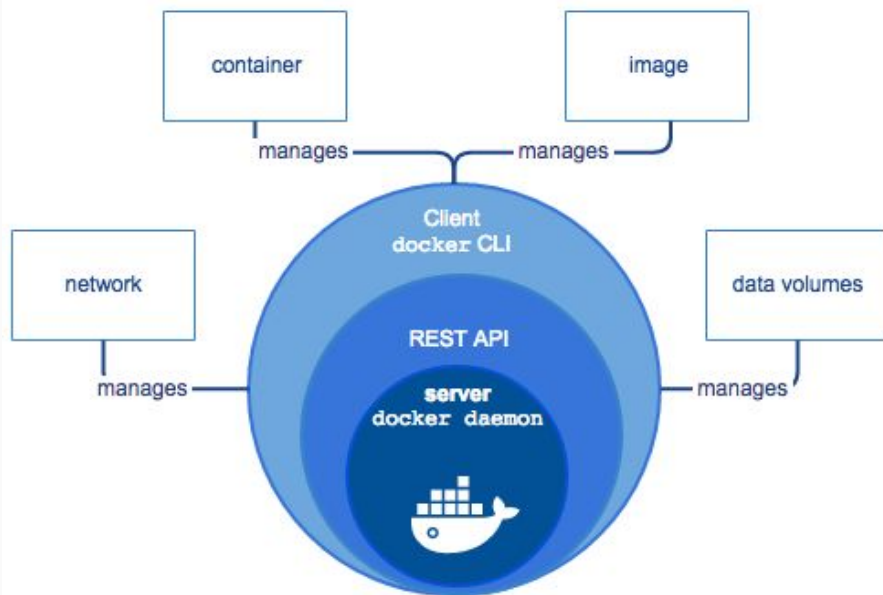 container
image
manages
manages
Client
docker CLI
network
data volumes
REST API
manages
manages
server
docker daemon